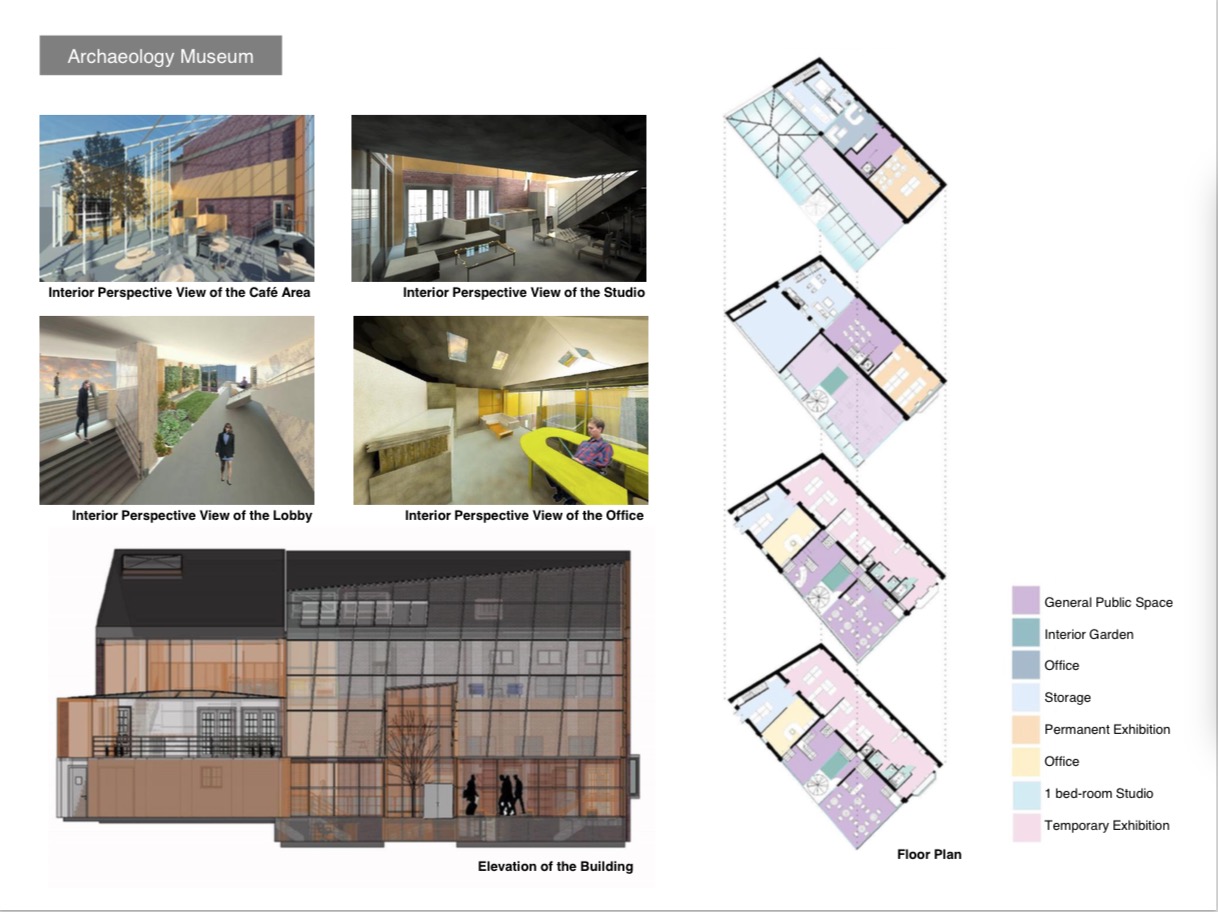 Archaeology Museum
Interior Perspective View of the Café Area
Interior Perspective View of the Studio
Interior Perspective View of the Lobby
Interior Perspective View of the Office
Elevation of the Building
Floor Plan
General Public Space
Interior Garden
Office
Storage
Permanent Exhibition
Office
1 bed-room Studio
Temporary Exhibition